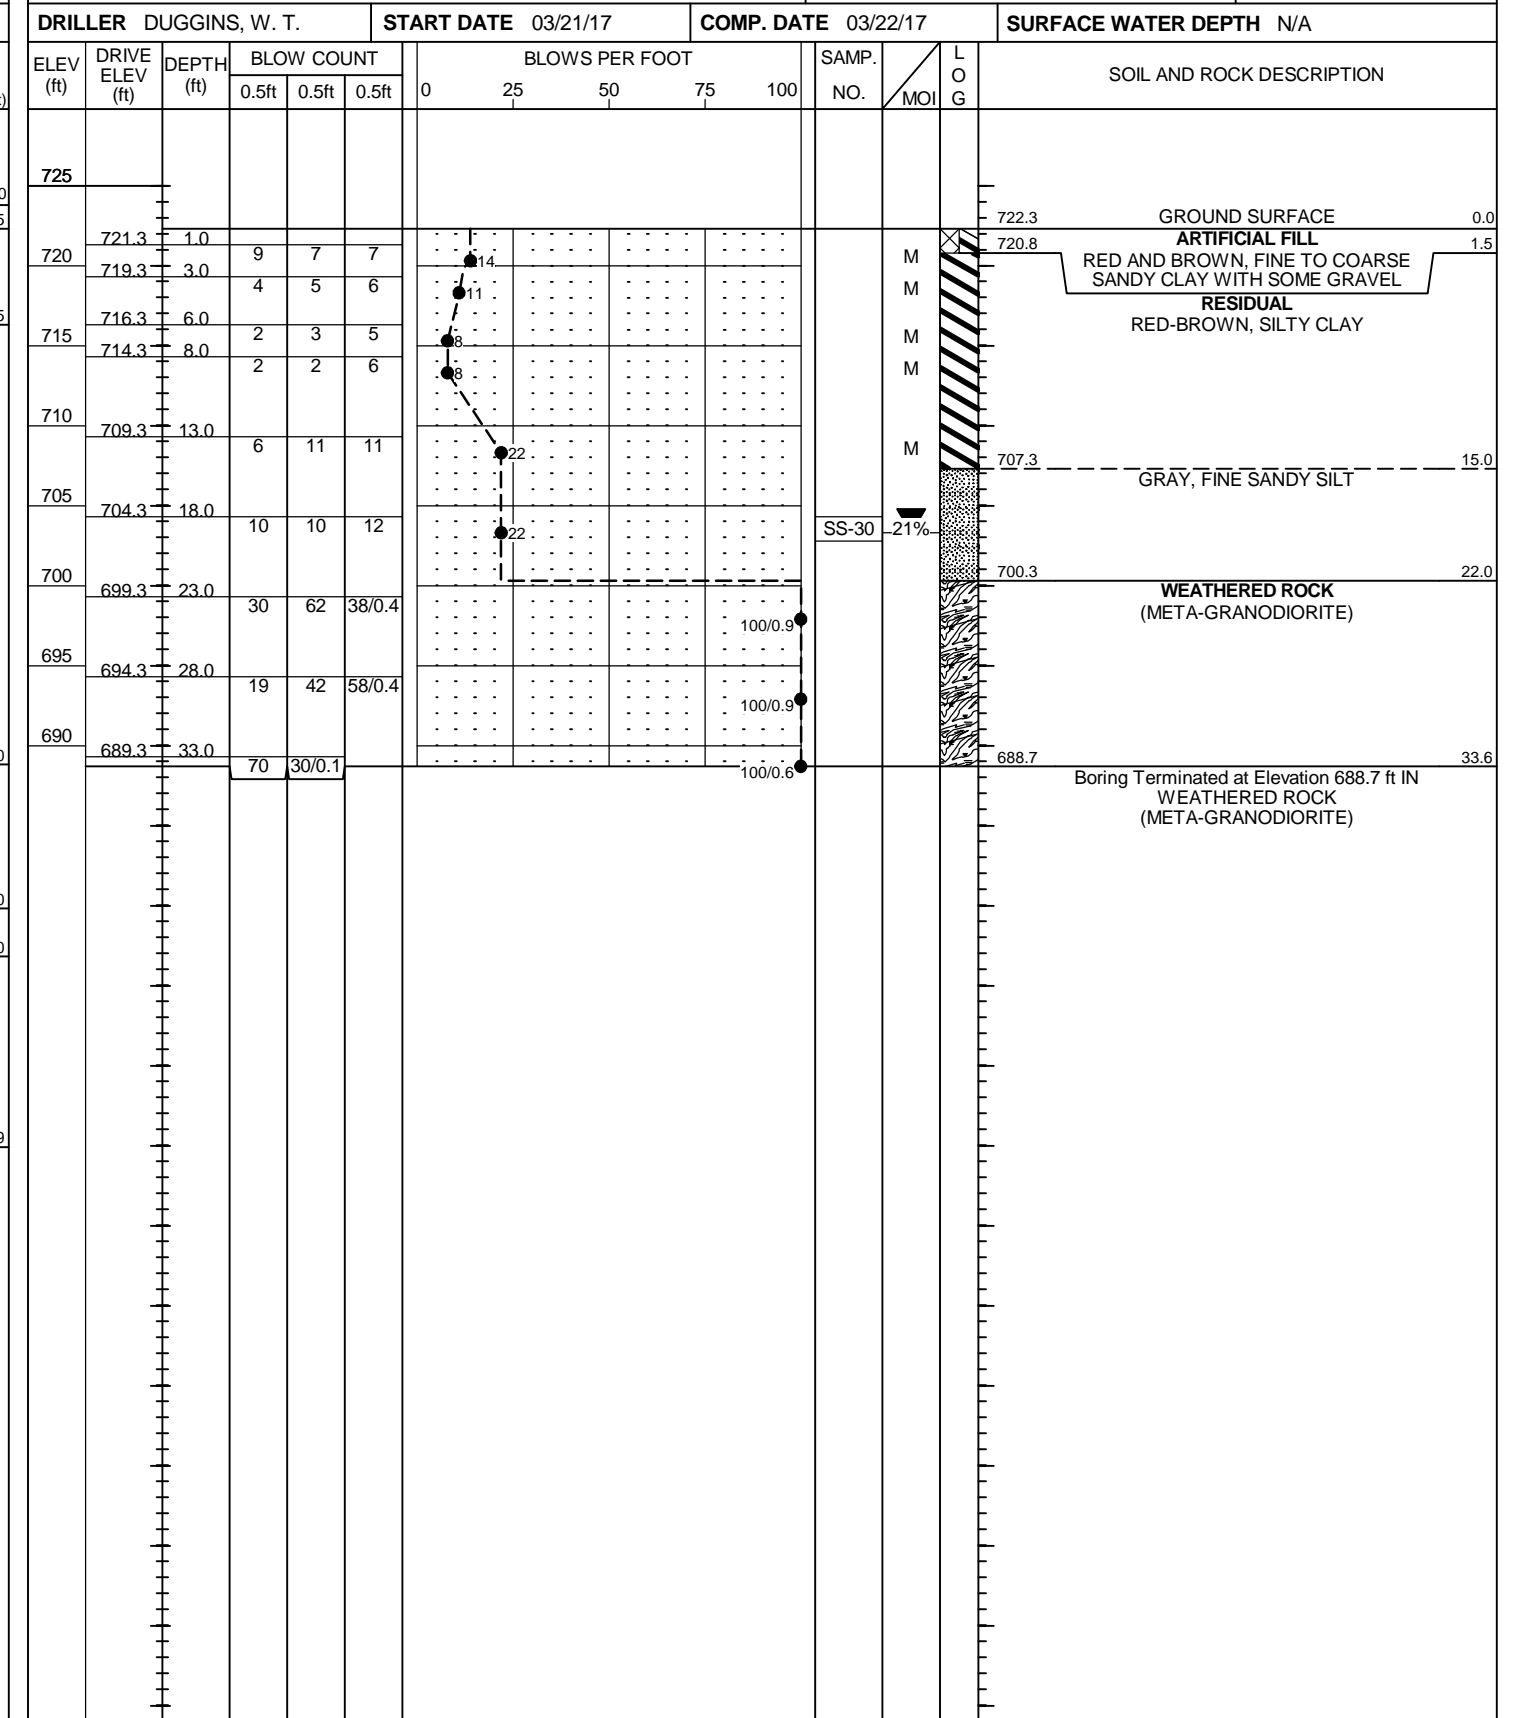 DRILLER DUGGINS, W. T. START DATE 03/21/17 COMP. DATE 03/22/17 SURFACE WATER DEPTH N/A
ELEV (ft) DRIVE ELEV (ft) DEPTH (ft) BLOW COUNT BLOWS PER FOOT SAMP. NO. MOI LOG SOIL AND ROCK DESCRIPTION
0.5ft 0.5ft 0.5ft 0 25 50 75 100
725
722.3 GROUND SURFACE 0.0
721.3 1.0 720.8 ARTIFICIAL FILL 1.5
720 9 7 7 14 M RED AND BROWN, FINE TO COARSE
719.3 3.0 SANDY CLAY WITH SOME GRAVEL
4 5 6 11 M RESIDUAL
716.3 6.0 RED-BROWN, SILTY CLAY
715 2 3 5 8 M
714.3 8.0
2 2 6 8 M
710
709.3 13.0
6 11 11 22 M
707.3 15.0
GRAY, FINE SANDY SILT
705
704.3 18.0
10 10 12 22 SS-30 21%
700 700.3 22.0
699.3 23.0 WEATHERED ROCK
30 62 38/0.4 (META-GRANODIORITE)
100/0.9
695
694.3 28.0
19 42 58/0.4
100/0.9
690
689.3 33.0 688.7 33.6
70 30/0.1 100/0.6
Boring Terminated at Elevation 688.7 ft IN
WEATHERED ROCK
(META-GRANODIORITE)